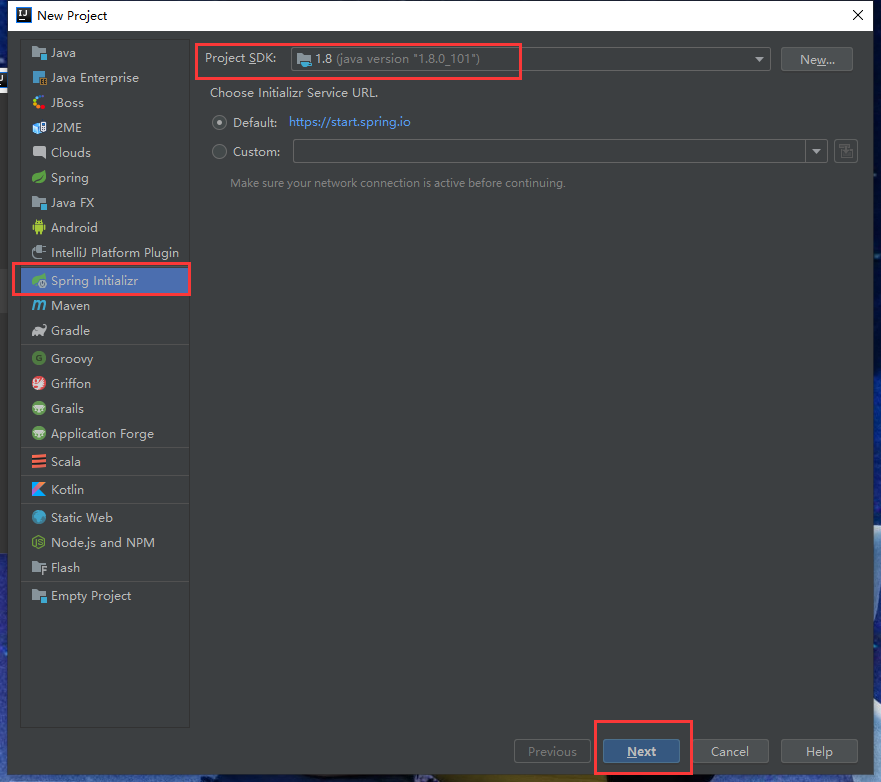 New Project
Java
Java Enterprise
JBoss
J2ME
Clouds
Spring
Java FX
Android
IntelliJ Platform Plugin
Spring Initializr
Maven
Gradle
Groovy
Griffon
Grails
Application Forge
Scala
Kotlin
Static Web
Node.js and NPM
Flash
Empty Project
Project SDK: 1.8 (java version "1.8.0_101") New...
Choose Initializr Service URL.
Default: https://start.spring.io
Custom:
Make sure your network connection is active before continuing.
Previous Next Cancel Help